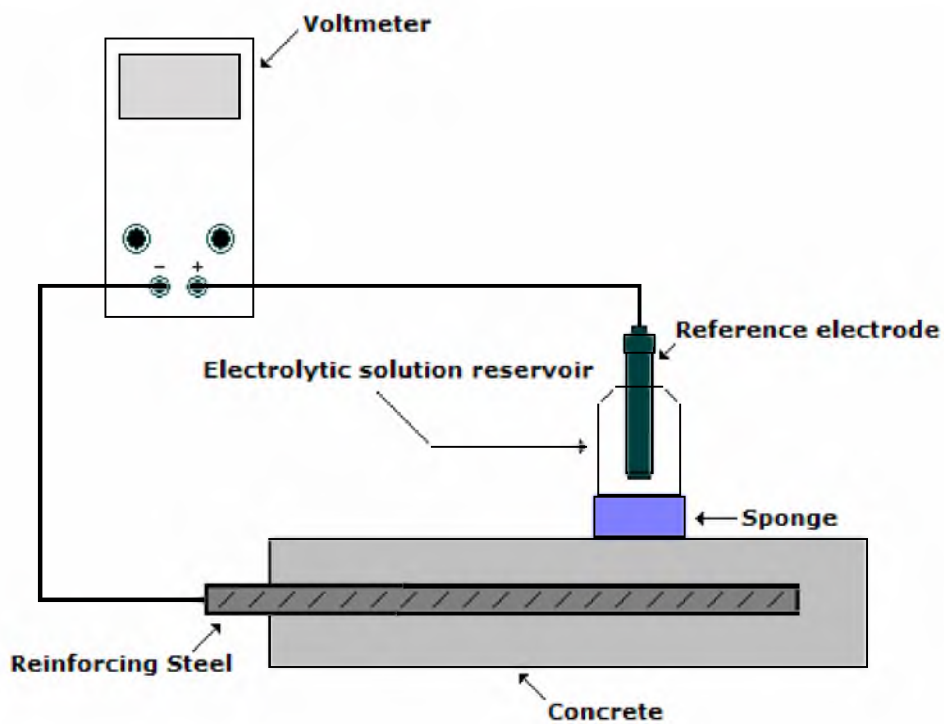 Voltmeter
− +
Reference electrode
Electrolytic solution reservoir
Sponge
Reinforcing Steel
Concrete